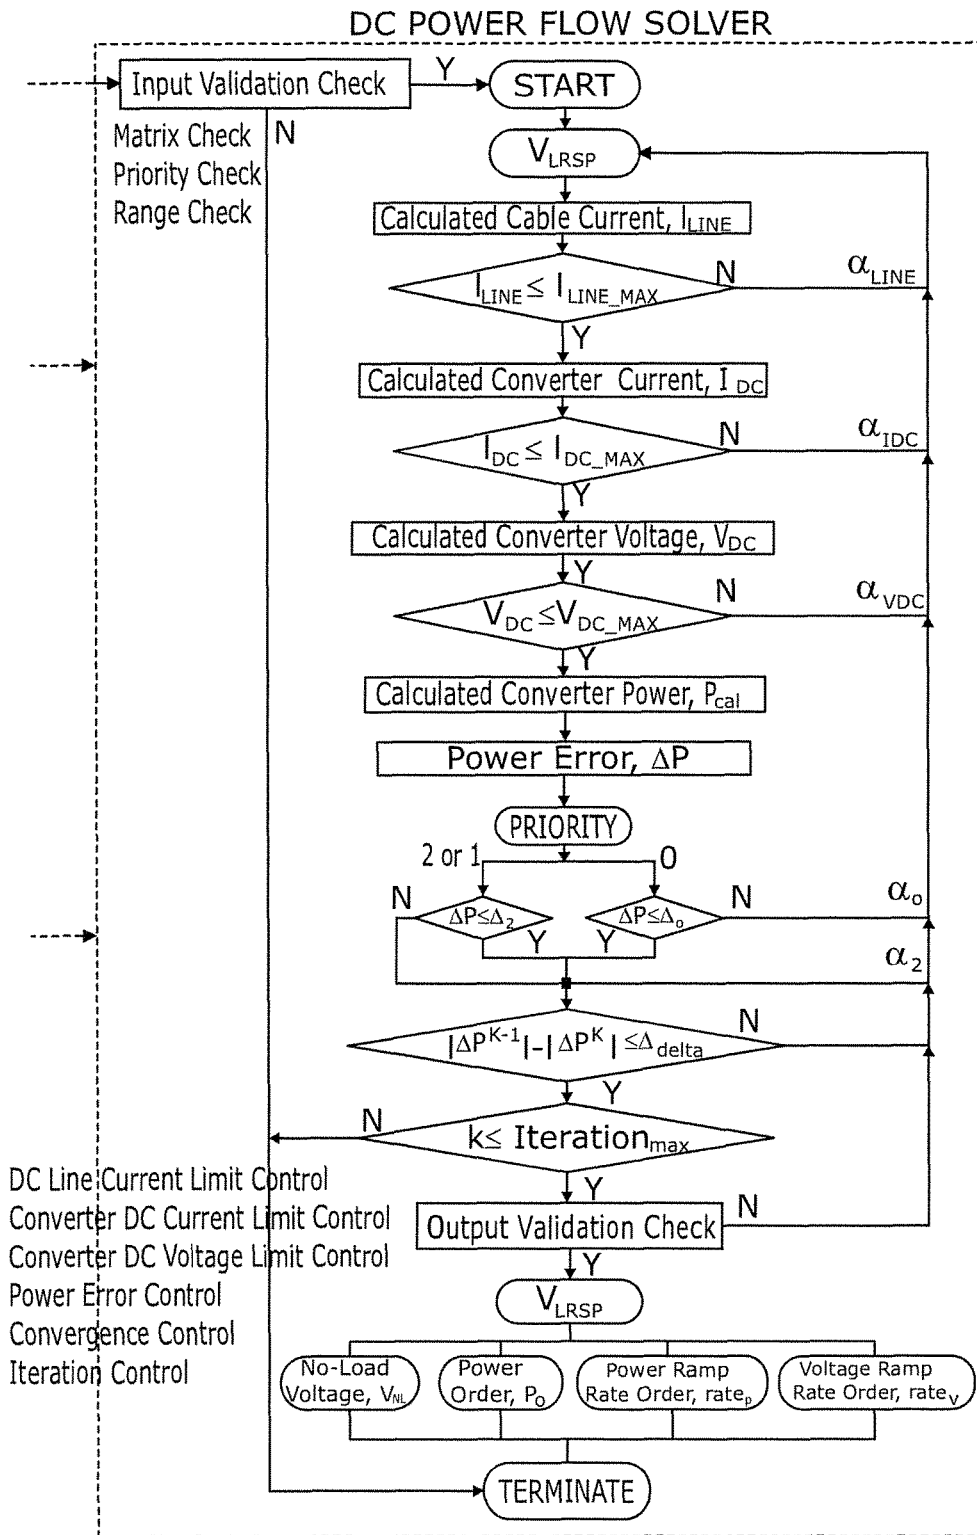 DC POWER FLOW SOLVER
Input Validation Check
Y
START
Matrix Check
N
Priority Check
Range Check
V_LRSP
Calculated Cable Current, I_LINE
I_LINE ≤ I_LINE_MAX
N
α_LINE
Y
Calculated Converter Current, I_DC
I_DC ≤ I_DC_MAX
N
α_IDC
Y
Calculated Converter Voltage, V_DC
Y
V_DC ≤ V_DC_MAX
N
α_VDC
Y
Calculated Converter Power, P_cal
Power Error, ΔP
PRIORITY
2 or 1
0
N
ΔP≤Δ_2
Y
ΔP≤Δ_o
Y
N
α_o
α_2
|ΔP^K-1|-|ΔP^K| ≤Δ_delta
N
Y
N
k≤ Iteration_max
Y
DC Line Current Limit Control
Converter DC Current Limit Control
Converter DC Voltage Limit Control
Power Error Control
Convergence Control
Iteration Control
Output Validation Check
N
Y
V_LRSP
No-Load
Voltage, V_NL
Power
Order, P_O
Power Ramp
Rate Order, rate_p
Voltage Ramp
Rate Order, rate_v
TERMINATE